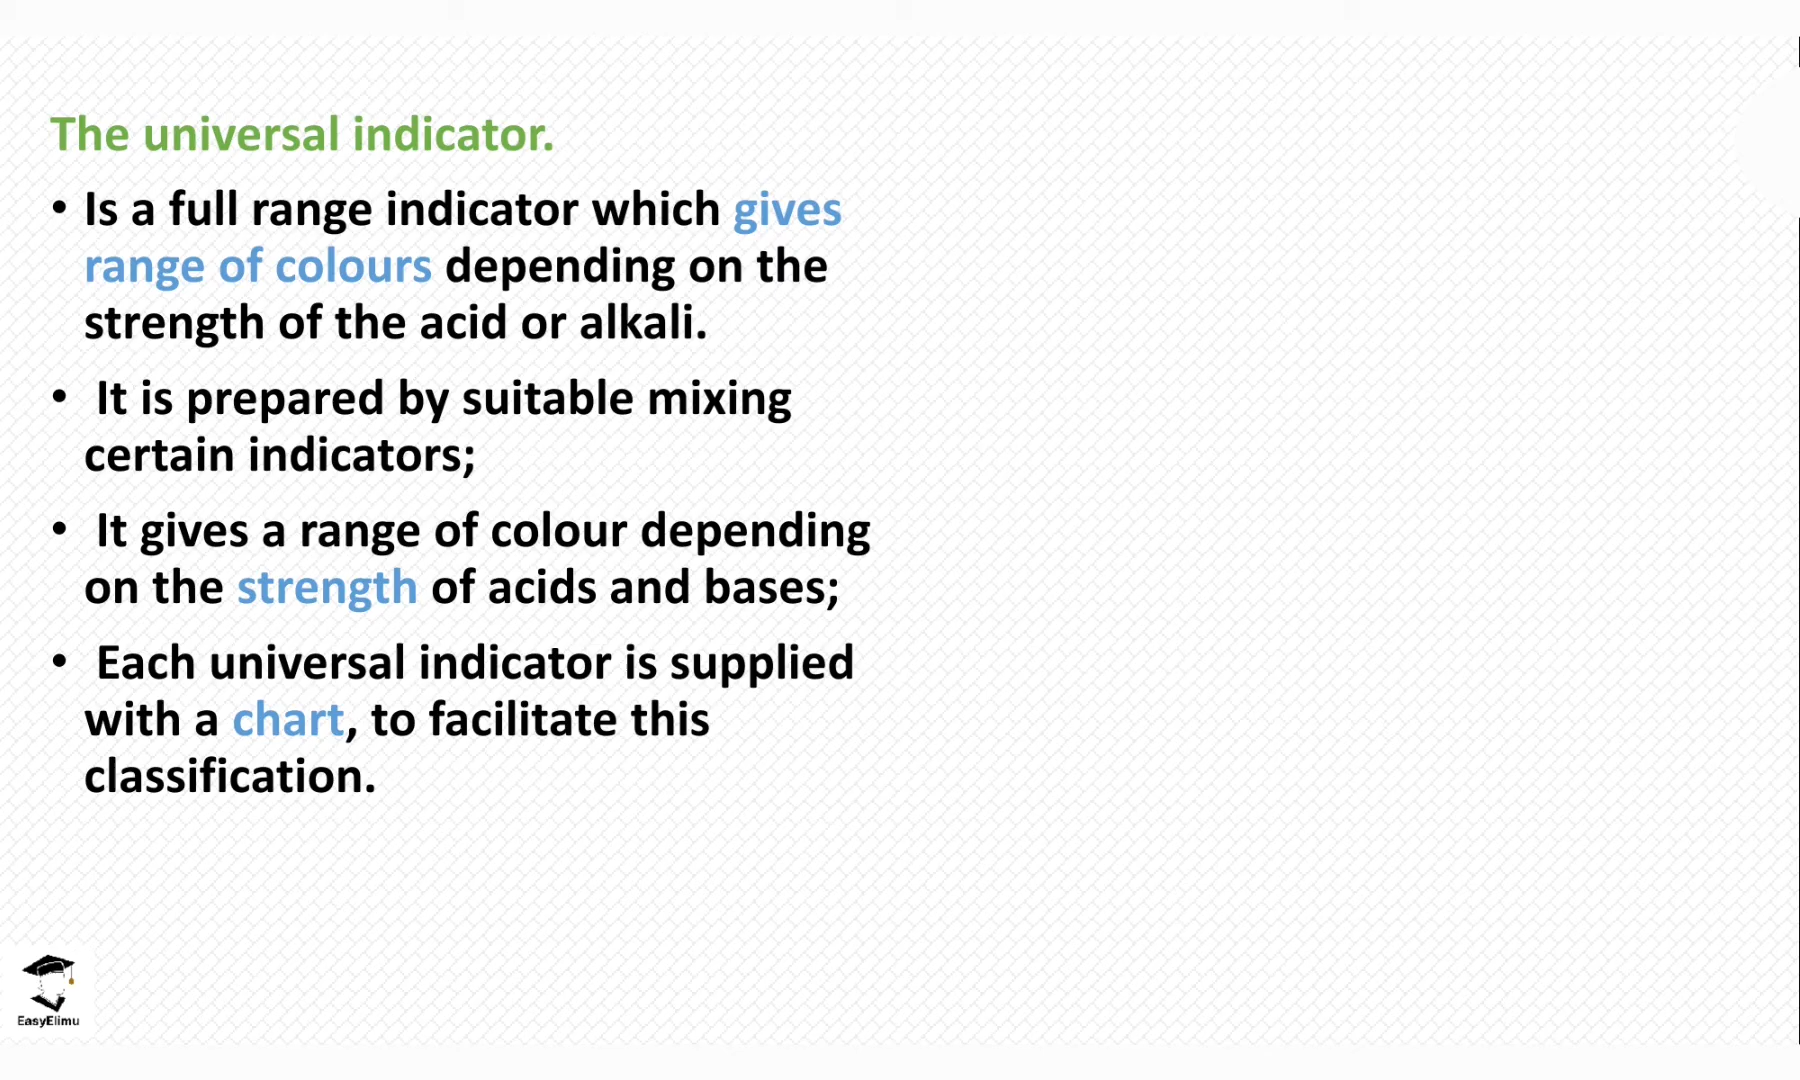 The universal indicator.
• Is a full range indicator which gives
range of colours depending on the
strength of the acid or alkali.
• It is prepared by suitable mixing
certain indicators;
• It gives a range of colour depending
on the strength of acids and bases;
• Each universal indicator is supplied
with a chart, to facilitate this
classification.
EasyElimu